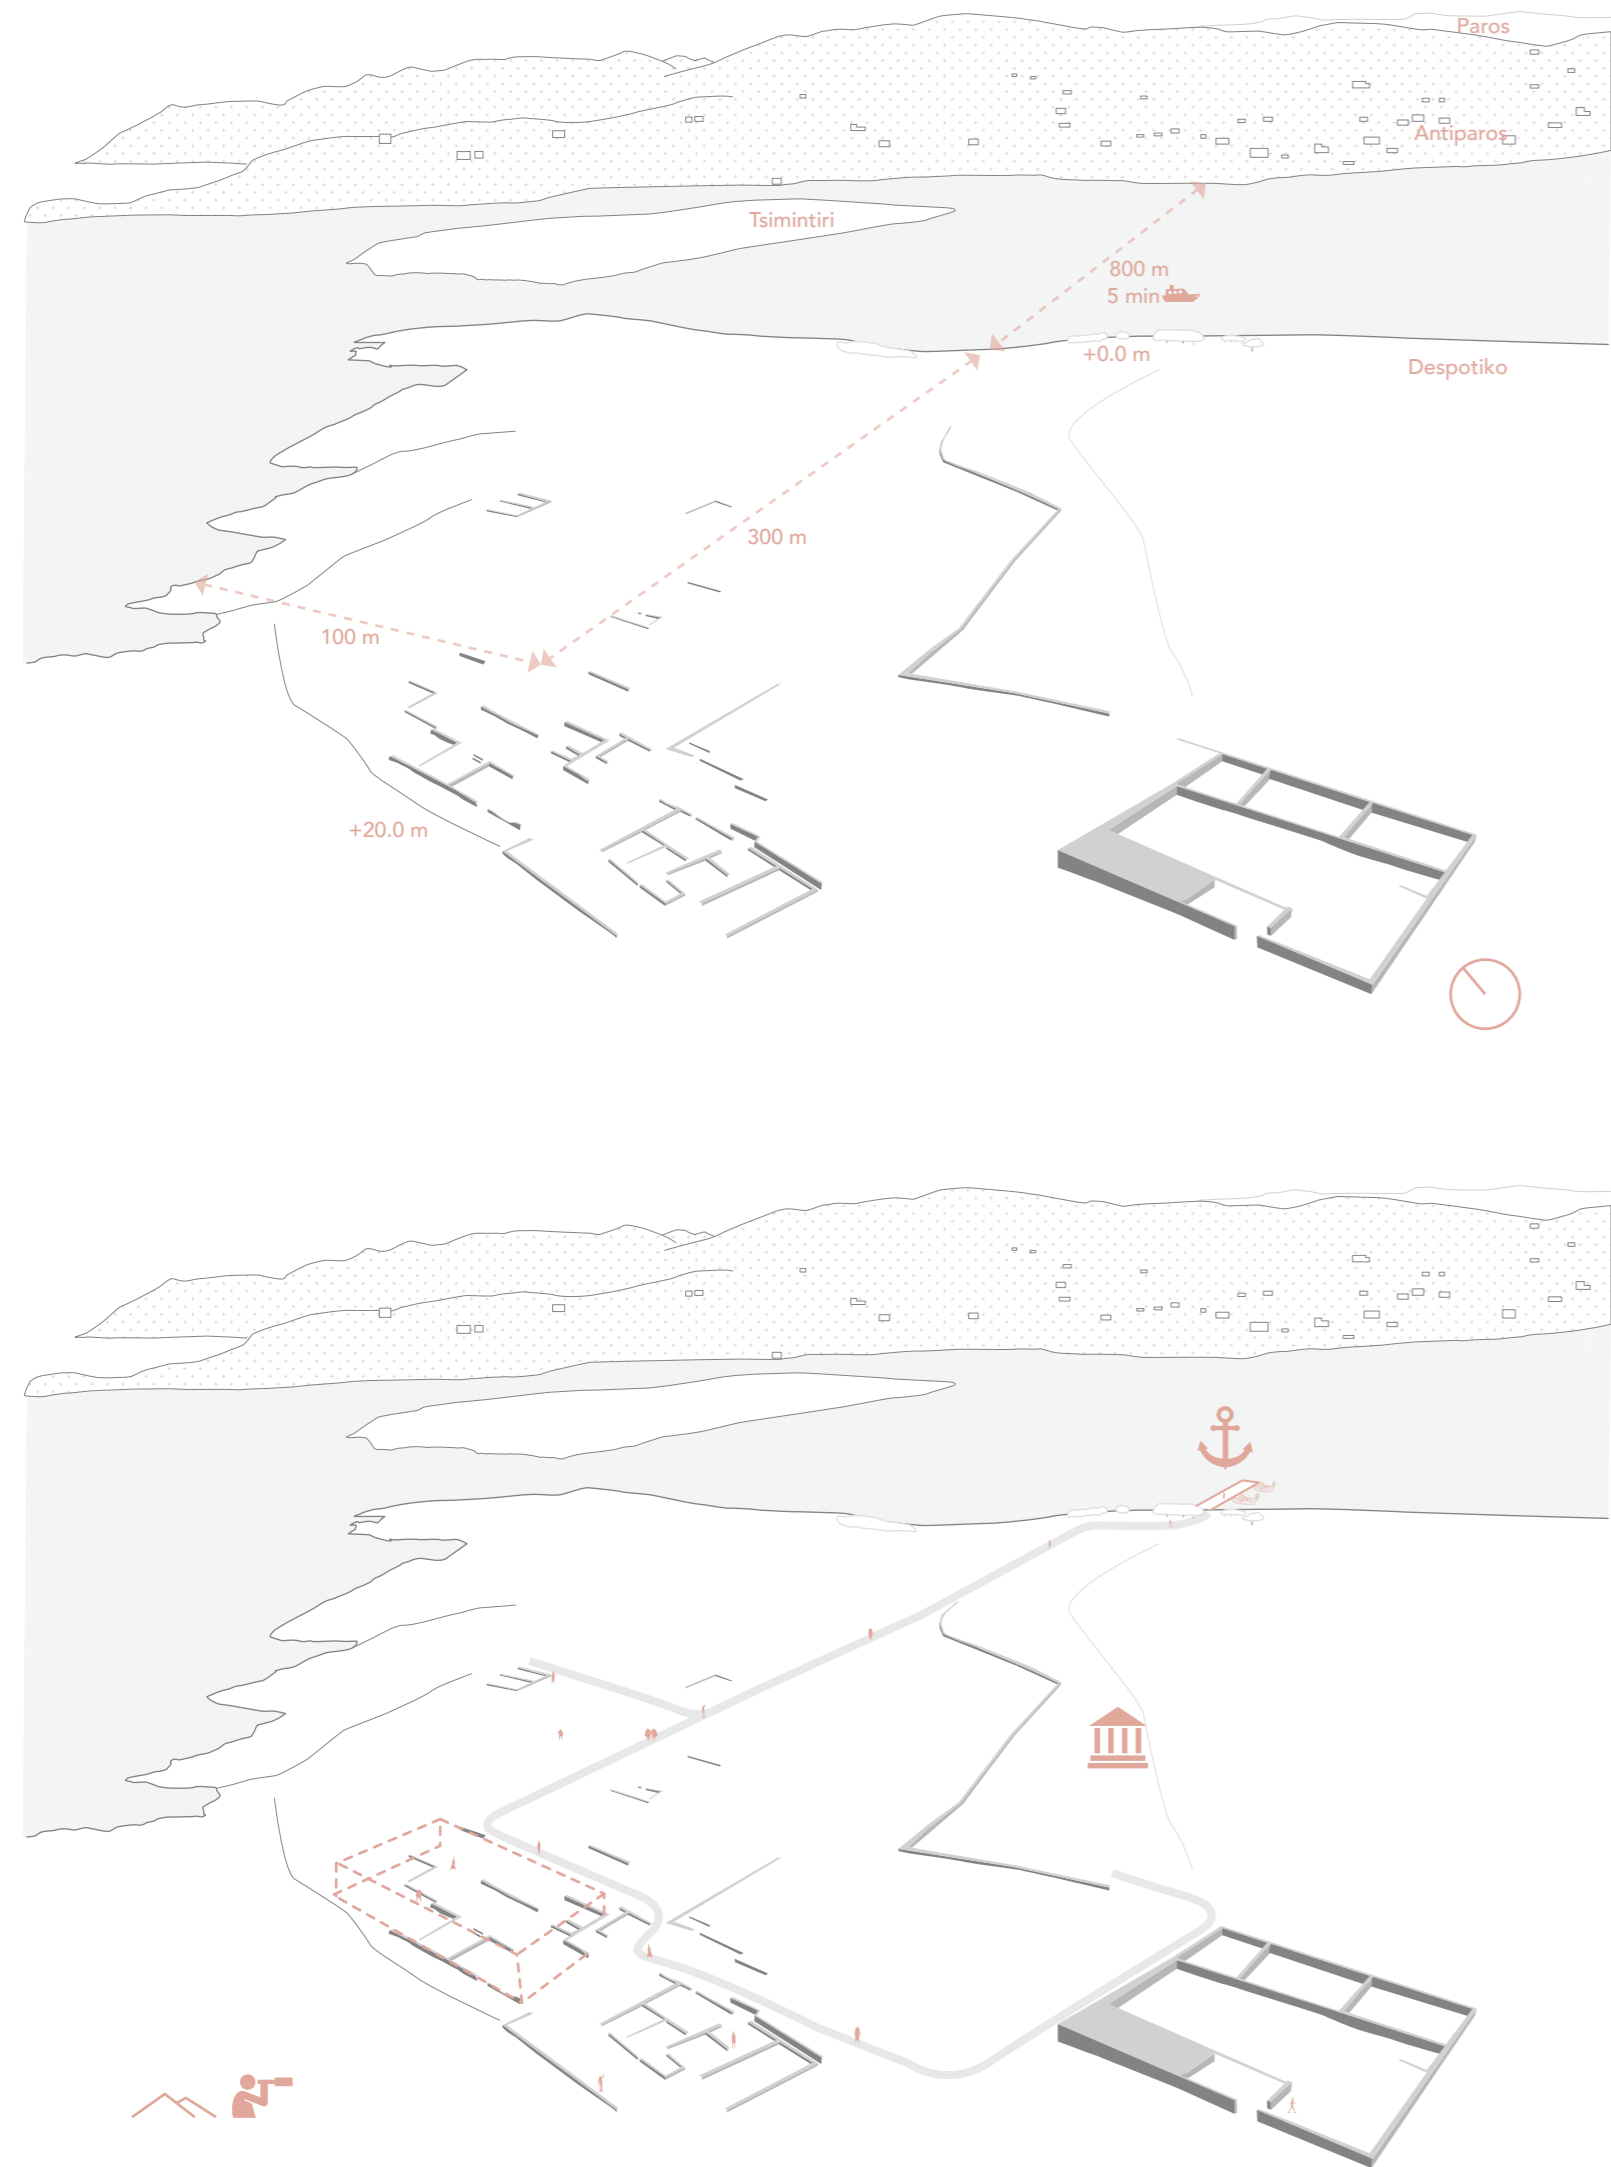 Paros
Antiparos
Tsimintiri
800 m
5 min
+0.0 m
Despotiko
300 m
100 m
+20.0 m